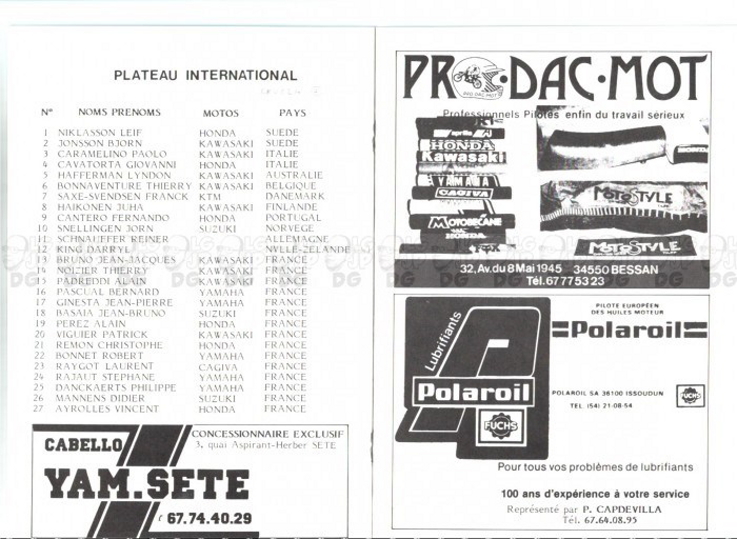 PLATEAU INTERNATIONAL
N° NOMS PRENOMS MOTOS PAYS
1 NIKLASSON LEIF HONDA SUEDE
2 JONSSON BJORN KAWASAKI SUEDE
3 CARAMELINO PAOLO KAWASAKI ITALIE
4 CAVATORTA GIOVANNI HONDA ITALIE
5 HAFFERMAN LYNDON KAWASAKI AUSTRALIE
6 BONNAVENTURE THIERRY KAWASAKI BELGIQUE
7 SAXE-SVENDSEN FRANCK KTM DANEMARK
8 HAIKONEN JUHA KAWASAKI FINLANDE
9 CANTERO FERNANDO HONDA PORTUGAL
10 SNELLINGEN JORN SUZUKI NORVEGE
11 SCHNAUFFER REINER ALLEMAGNE
12 KING DARRYLL NVLLE-ZELANDE
13 BRUNO JEAN-JACQUES KAWASAKI FRANCE
14 NOIZIER THIERRY KAWASAKI FRANCE
15 PADREDDI ALAIN KAWASAKI FRANCE
16 PASCUAL BERNARD YAMAHA FRANCE
17 GINESTA JEAN-PIERRE YAMAHA FRANCE
18 BASAIA JEAN-BRUNO SUZUKI FRANCE
19 PEREZ ALAIN HONDA FRANCE
20 VIGUIER PATRICK KAWASAKI FRANCE
21 REMON CHRISTOPHE HONDA FRANCE
22 BONNET ROBERT YAMAHA FRANCE
23 RAYGOT LAURENT CAGIVA FRANCE
24 RAJAUT STEPHANE YAMAHA FRANCE
25 DANCKAERTS PHILIPPE YAMAHA FRANCE
26 MANNENS DIDIER SUZUKI FRANCE
27 AYROLLES VINCENT HONDA FRANCE
CABELLO
CONCESSIONNAIRE EXCLUSIF
3, quai Aspirant-Herber SETE
YAM.SETE
67.74.40.29
PRO·DAC·MOT
PRO DAC MOT
Professionnels Pilotes enfin du travail sérieux
aprilia
HONDA
Kawasaki
YAMAHA
CAGIVA
MOTOBECANE
MOTOSTYLE
MOTOSTYLE
32, Av. du 8 Mai 1945 34550 BESSAN
Tél. 67 77 53 23
PILOTE EUROPÉEN
DES HUILES MOTEUR
Polaroil
Lubrifiants
Polaroil
FUCHS
POLAROIL SA 36100 ISSOUDUN
TEL. (54) 21-08-54
FUCHS
Pour tous vos problèmes de lubrifiants
100 ans d'expérience à votre service
Représenté par P. CAPDEVILLA
Tél. 67.64.08.95